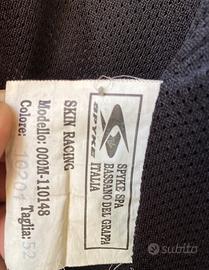 SPYKE
SPYKE SPA
BASSANO DEL GRAPPA
ITALIA
SKIN RACING
Modello: 000M-110148
Colore: Taglia: 52
subito